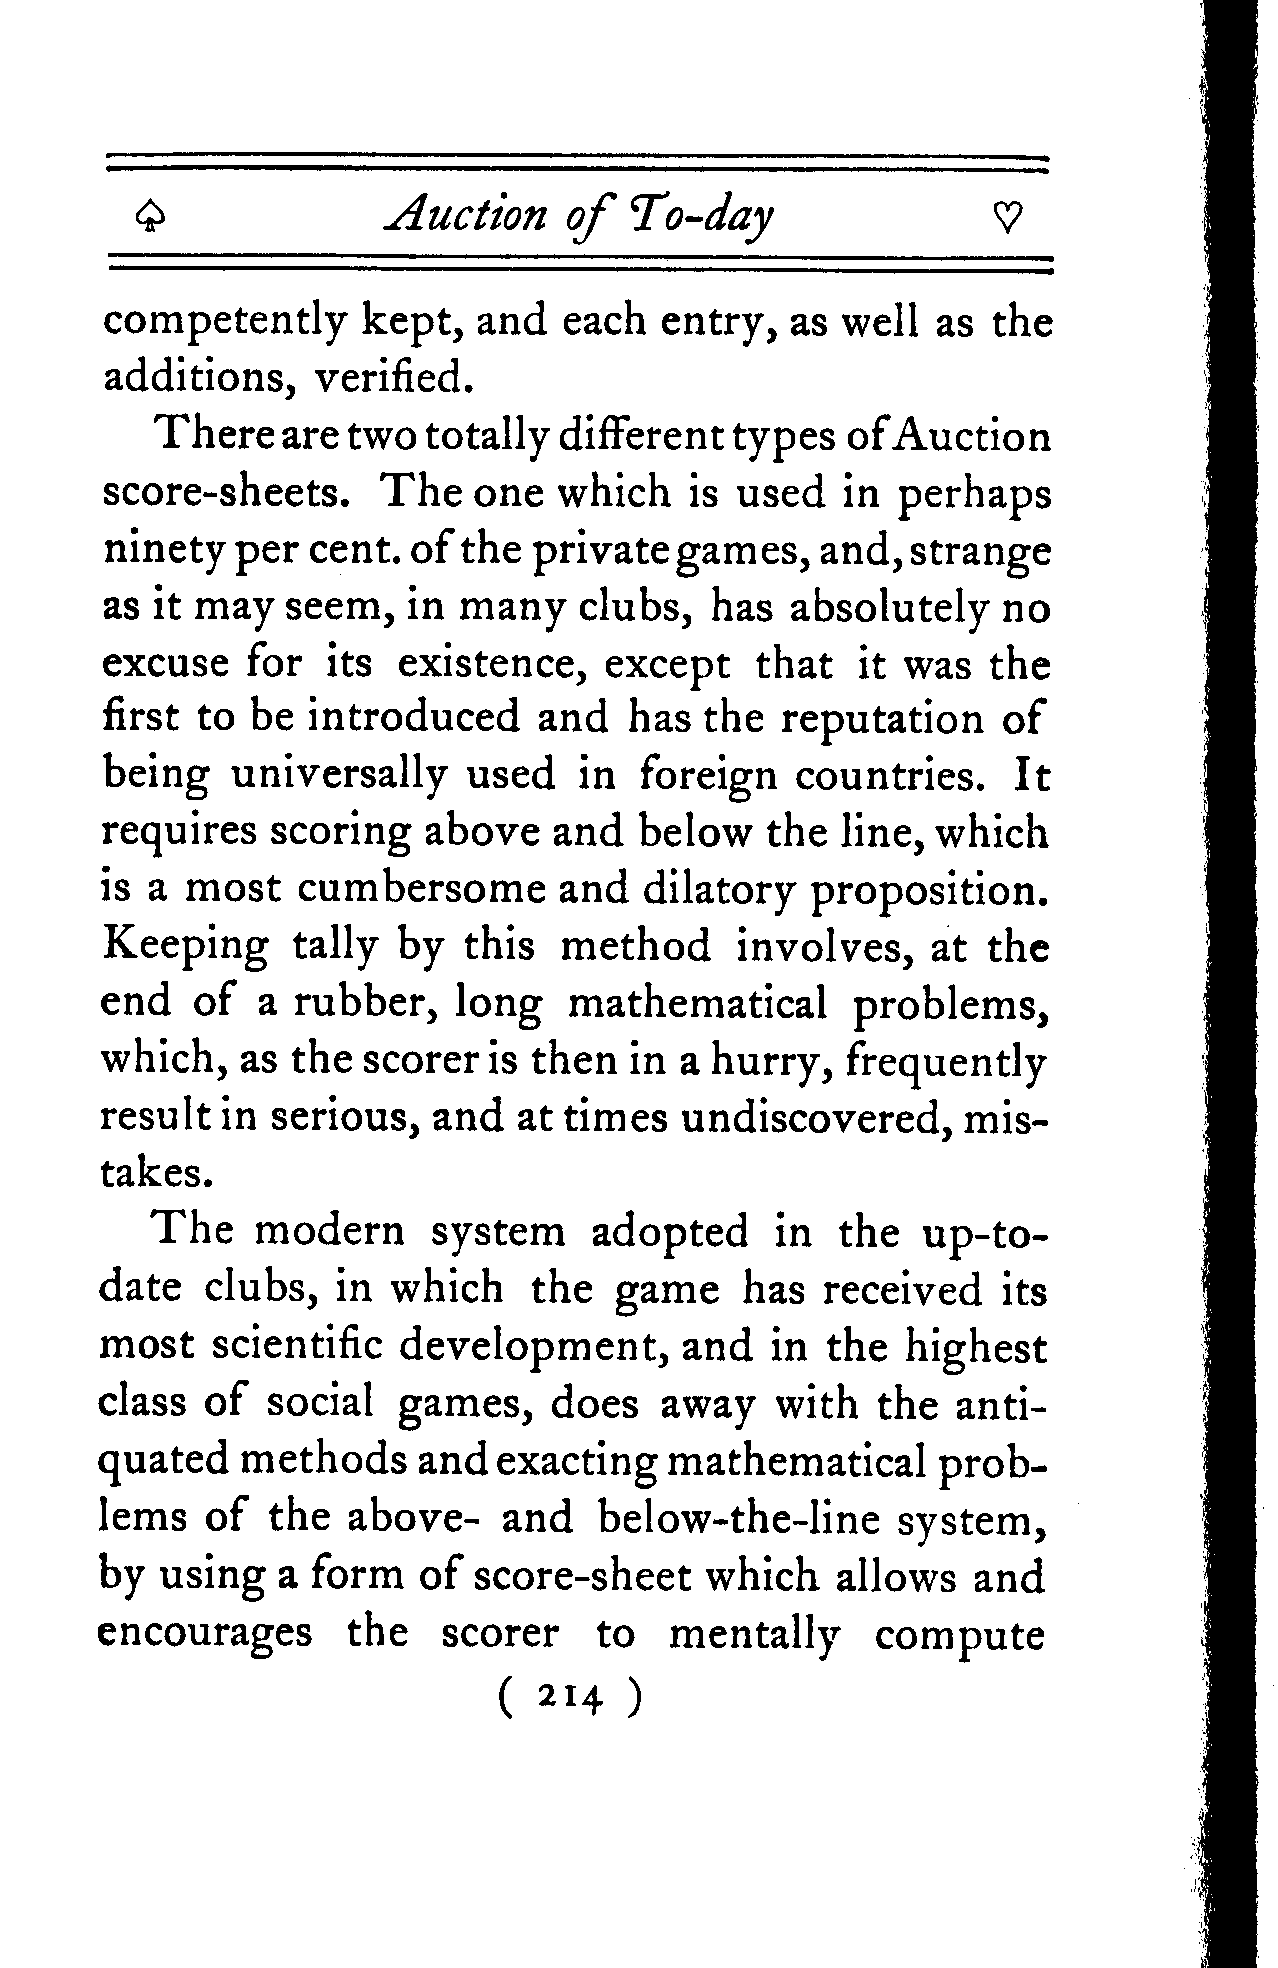 ♤ Auction of To-day ♡
competently kept, and each entry, as well as the
additions, verified.
There are two totally different types of Auction
score-sheets. The one which is used in perhaps
ninety per cent. of the private games, and, strange
as it may seem, in many clubs, has absolutely no
excuse for its existence, except that it was the
first to be introduced and has the reputation of
being universally used in foreign countries. It
requires scoring above and below the line, which
is a most cumbersome and dilatory proposition.
Keeping tally by this method involves, at the
end of a rubber, long mathematical problems,
which, as the scorer is then in a hurry, frequently
result in serious, and at times undiscovered, mis-
takes.
The modern system adopted in the up-to-
date clubs, in which the game has received its
most scientific development, and in the highest
class of social games, does away with the anti-
quated methods and exacting mathematical prob-
lems of the above- and below-the-line system,
by using a form of score-sheet which allows and
encourages the scorer to mentally compute
( 214 )